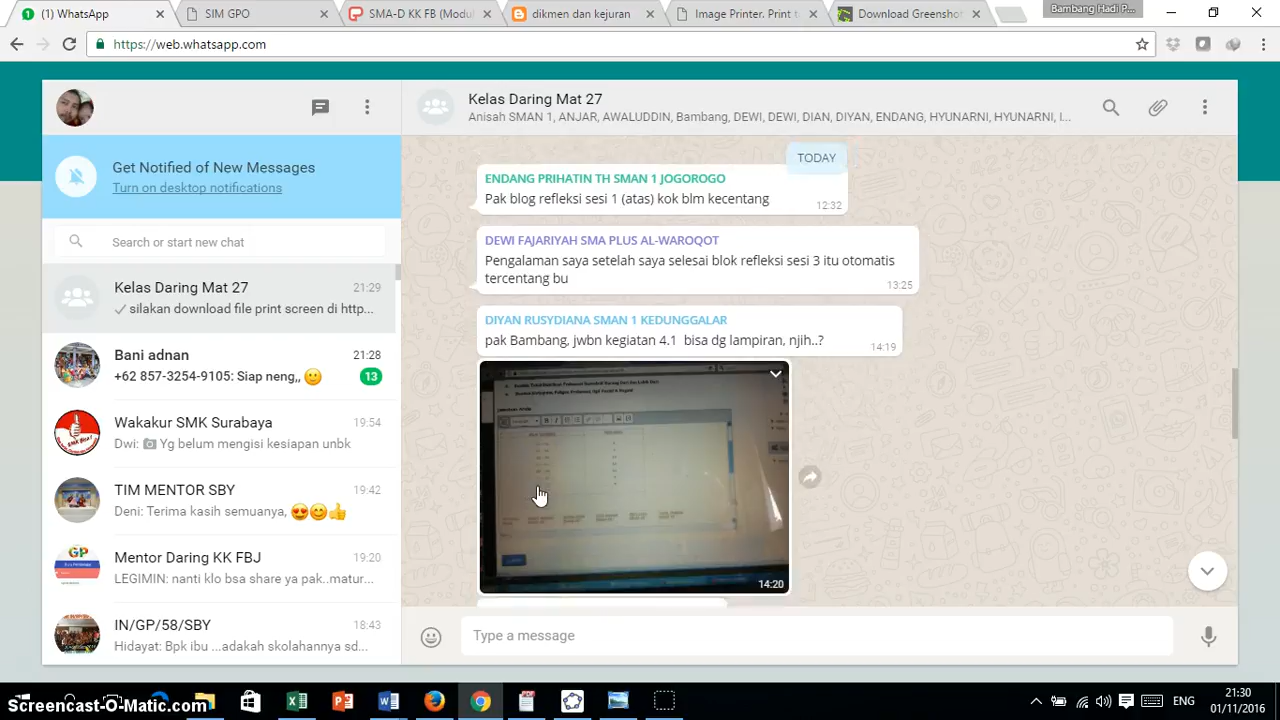 (1) WhatsApp
SIM GPO
SMA-D KK FB (Modu
dikmen dan kejuran
Image Printer. Print t
Download Greenshot
Bambang Hadi P...
https://web.whatsapp.com
Get Notified of New Messages
Turn on desktop notifications
Search or start new chat
Kelas Daring Mat 27
21:29
silakan download file print screen di http...
Bani adnan
21:28
+62 857-3254-9105: Siap neng,,
13
Wakakur SMK Surabaya
19:54
Dwi: Yg belum mengisi kesiapan unbk
TIM MENTOR SBY
19:42
Deni: Terima kasih semuanya,
Mentor Daring KK FBJ
19:20
LEGIMIN: nanti klo bsa share ya pak..matur...
IN/GP/58/SBY
18:43
Hidayat: Bpk ibu ...adakah skolahannya sd...
Kelas Daring Mat 27
Anisah SMAN 1, ANJAR, AWALUDDIN, Bambang, DEWI, DEWI, DIAN, DIYAN, ENDANG, HYUNARNI, HYUNARNI, I...
TODAY
ENDANG PRIHATIN TH SMAN 1 JOGOROGO
Pak blog refleksi sesi 1 (atas) kok blm kecentang
12:32
DEWI FAJARIYAH SMA PLUS AL-WAROQOT
Pengalaman saya setelah saya selesai blok refleksi sesi 3 itu otomatis
tercentang bu
13:25
DIYAN RUSYDIANA SMAN 1 KEDUNGGALAR
pak Bambang, jwbn kegiatan 4.1 bisa dg lampiran, njih..?
14:19
14:20
Type a message
Screencast-O-Matic.com
ENG
21:30
01/11/2016